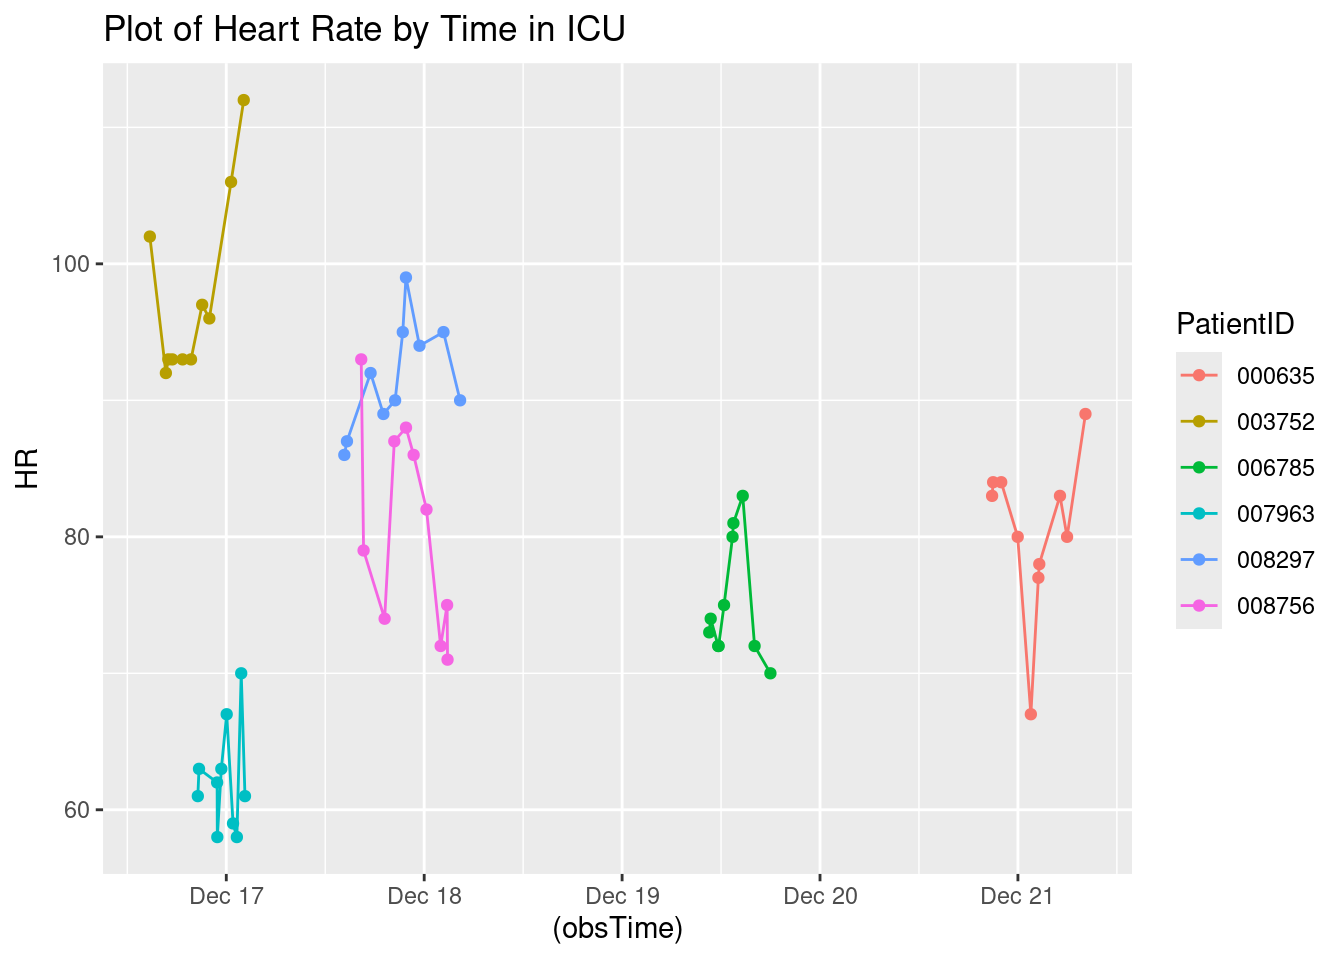 Plot of Heart Rate by Time in ICU
HR
100
80
60
Dec 17 Dec 18 Dec 19 Dec 20 Dec 21
(obsTime)
PatientID
000635
003752
006785
007963
008297
008756